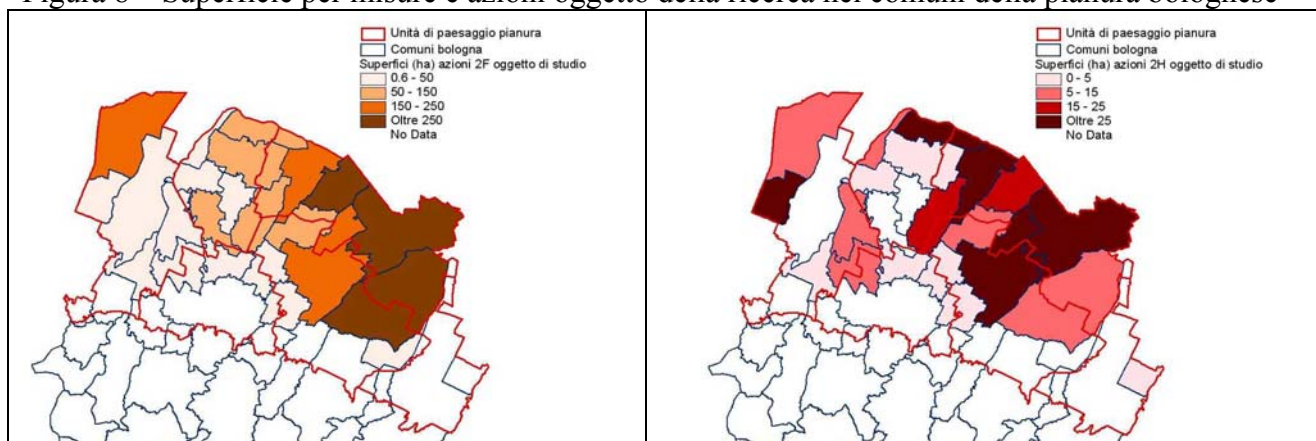 Figura 8 – Superficie per misure e azioni oggetto della ricerca nei comuni della pianura bolognese
Unità di paesaggio pianura
Comuni bologna
Superfici (ha) azioni 2F oggetto di studio
0.6 - 50
50 - 150
150 - 250
Oltre 250
No Data
Unità di paesaggio pianura
Comuni bologna
Superfici (ha) azioni 2H oggetto di studio
0 - 5
5 - 15
15 - 25
Oltre 25
No Data